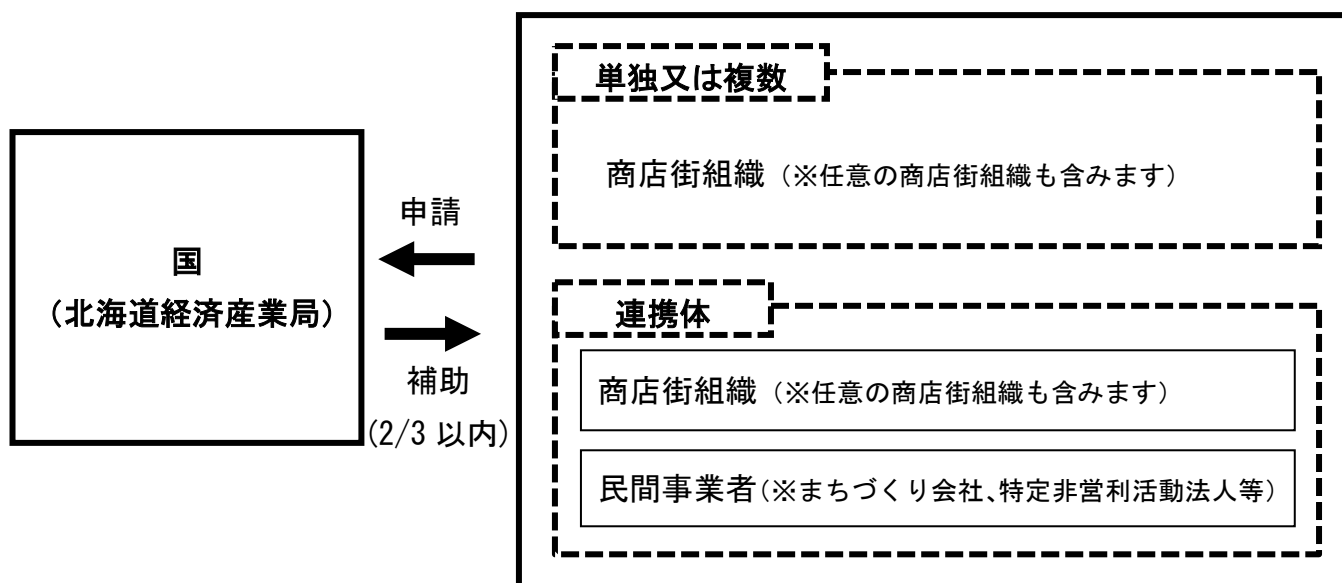 国
（北海道経済産業局）
申請
補助
(2/3 以内)
単独又は複数
商店街組織（※任意の商店街組織も含みます）
連携体
商店街組織（※任意の商店街組織も含みます）
民間事業者（※まちづくり会社、特定非営利活動法人等）